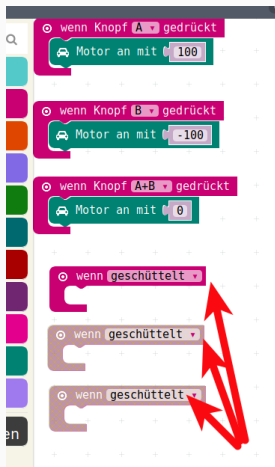 wenn Knopf A gedrückt
Motor an mit 100
wenn Knopf B gedrückt
Motor an mit -100
wenn Knopf A+B gedrückt
Motor an mit 0
wenn geschüttelt
wenn geschüttelt
wenn geschüttelt
en